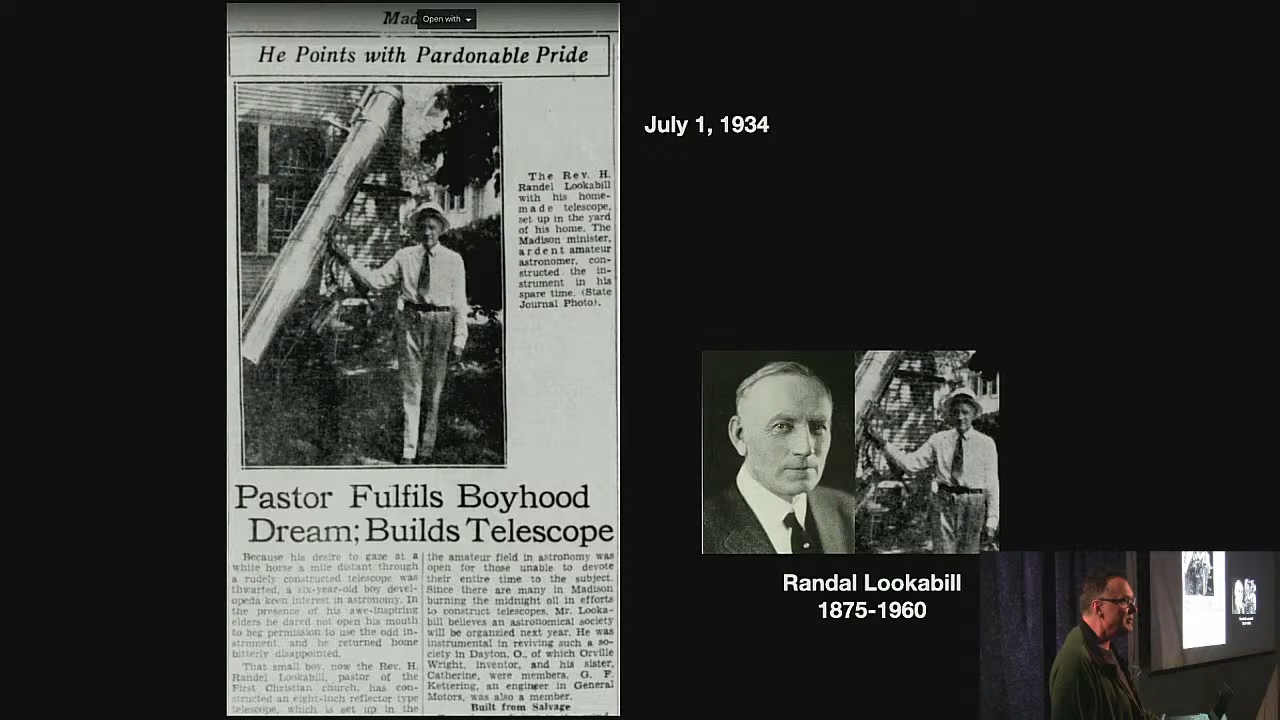 Mad
Open with
He Points with Pardonable Pride
The Rev. H.
Randel Lookabill
with his home-
made telescope,
set up in the yard
of his home. The
Madison minister,
ardent amateur
astronomer, con-
structed the in-
strument in his
spare time. (State
Journal Photo).
Pastor Fulfils Boyhood
Dream; Builds Telescope
Because his desire to gaze at a
white horse a mile distant through
a rudely constructed telescope was
thwarted, a six-year-old boy devel-
opeda keen interest in astronomy. In
the presence of his awe-inspiring
elders he dared not open his mouth
to beg permission to use the odd in-
strument, and he returned home
bitterly disappointed.
That small boy, now the Rev. H.
Randel Lookabill, pastor of the
First Christian church, has con-
structed an eight-inch reflector type
telescope, which is set up in the
the amateur field in astronomy was
open for those unable to devote
their entire time to the subject.
Since there are many in Madison
burning the midnight oil in efforts
to construct telescopes, Mr. Looka-
bill believes an astronomical society
will be organzied next year. He was
instrumental in reviving such a so-
ciety in Dayton, O., of which Orville
Wright, inventor, and his sister,
Catherine, were members. G. F.
Kettering, an engineer in General
Motors, was also a member.
Built from Salvage
July 1, 1934
Randal Lookabill
1875-1960